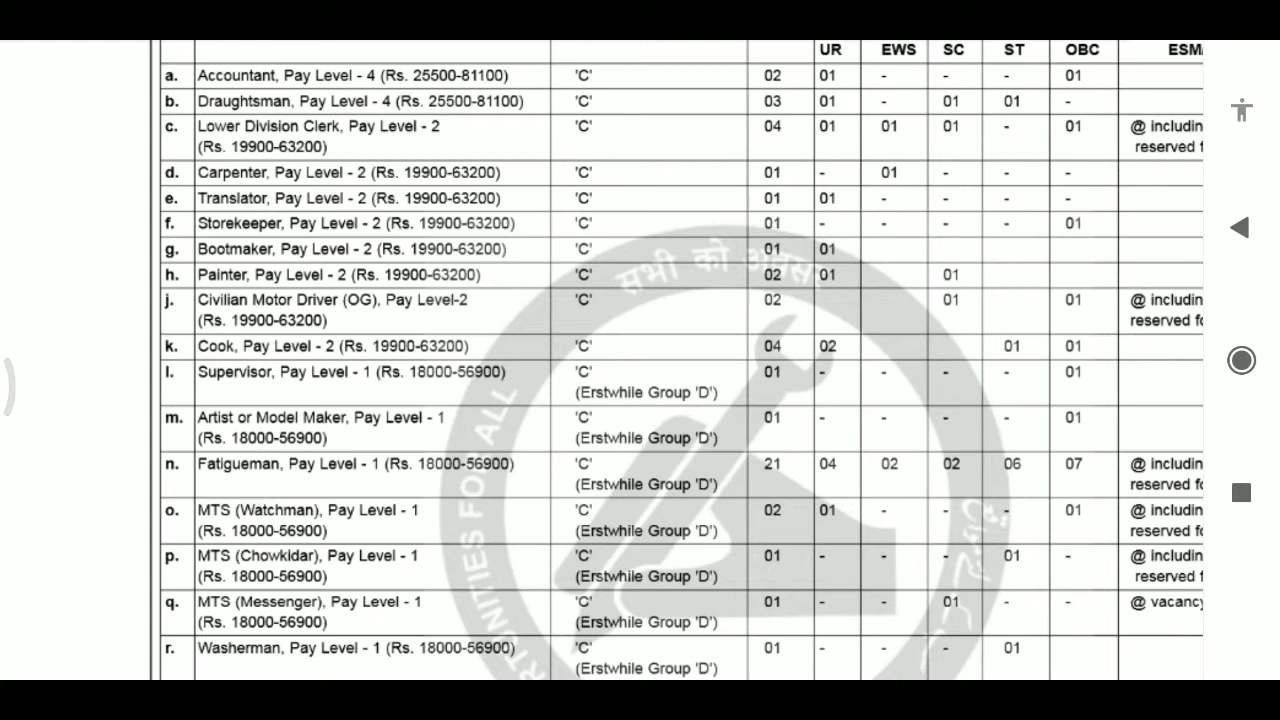 UR EWS SC ST OBC ESM
a. Accountant, Pay Level - 4 (Rs. 25500-81100) 'C' 02 01 - - - 01
b. Draughtsman, Pay Level - 4 (Rs. 25500-81100) 'C' 03 01 - 01 01 -
c. Lower Division Clerk, Pay Level - 2 'C' 04 01 01 01 - 01 @ includin
(Rs. 19900-63200) reserved f
d. Carpenter, Pay Level - 2 (Rs. 19900-63200) 'C' 01 - 01 - - -
e. Translator, Pay Level - 2 (Rs. 19900-63200) 'C' 01 01 - - - -
f. Storekeeper, Pay Level - 2 (Rs. 19900-63200) 'C' 01 - - - - 01
g. Bootmaker, Pay Level - 2 (Rs. 19900-63200) 'C' 01 01
h. Painter, Pay Level - 2 (Rs. 19900-63200) 'C' 02 01 01
j. Civilian Motor Driver (OG), Pay Level-2 'C' 02 01 01 @ includin
(Rs. 19900-63200) reserved fo
k. Cook, Pay Level - 2 (Rs. 19900-63200) 'C' 04 02 01 01
l. Supervisor, Pay Level - 1 (Rs. 18000-56900) 'C' 01 - - - - 01
(Erstwhile Group 'D')
m. Artist or Model Maker, Pay Level - 1 'C' 01 - - - - 01
(Rs. 18000-56900) (Erstwhile Group 'D')
n. Fatigueman, Pay Level - 1 (Rs. 18000-56900) 'C' 21 04 02 02 06 07 @ includin
(Erstwhile Group 'D') reserved fo
o. MTS (Watchman), Pay Level - 1 'C' 02 01 - - - 01 @ includin
(Rs. 18000-56900) (Erstwhile Group 'D') reserved fo
p. MTS (Chowkidar), Pay Level - 1 'C' 01 - - - 01 - @ includin
(Rs. 18000-56900) (Erstwhile Group 'D') reserved f
q. MTS (Messenger), Pay Level - 1 'C' 01 - - 01 - - @ vacancy
(Rs. 18000-56900) (Erstwhile Group 'D')
r. Washerman, Pay Level - 1 (Rs. 18000-56900) 'C' 01 - - - 01
(Erstwhile Group 'D')
सभी को
FOR ALL